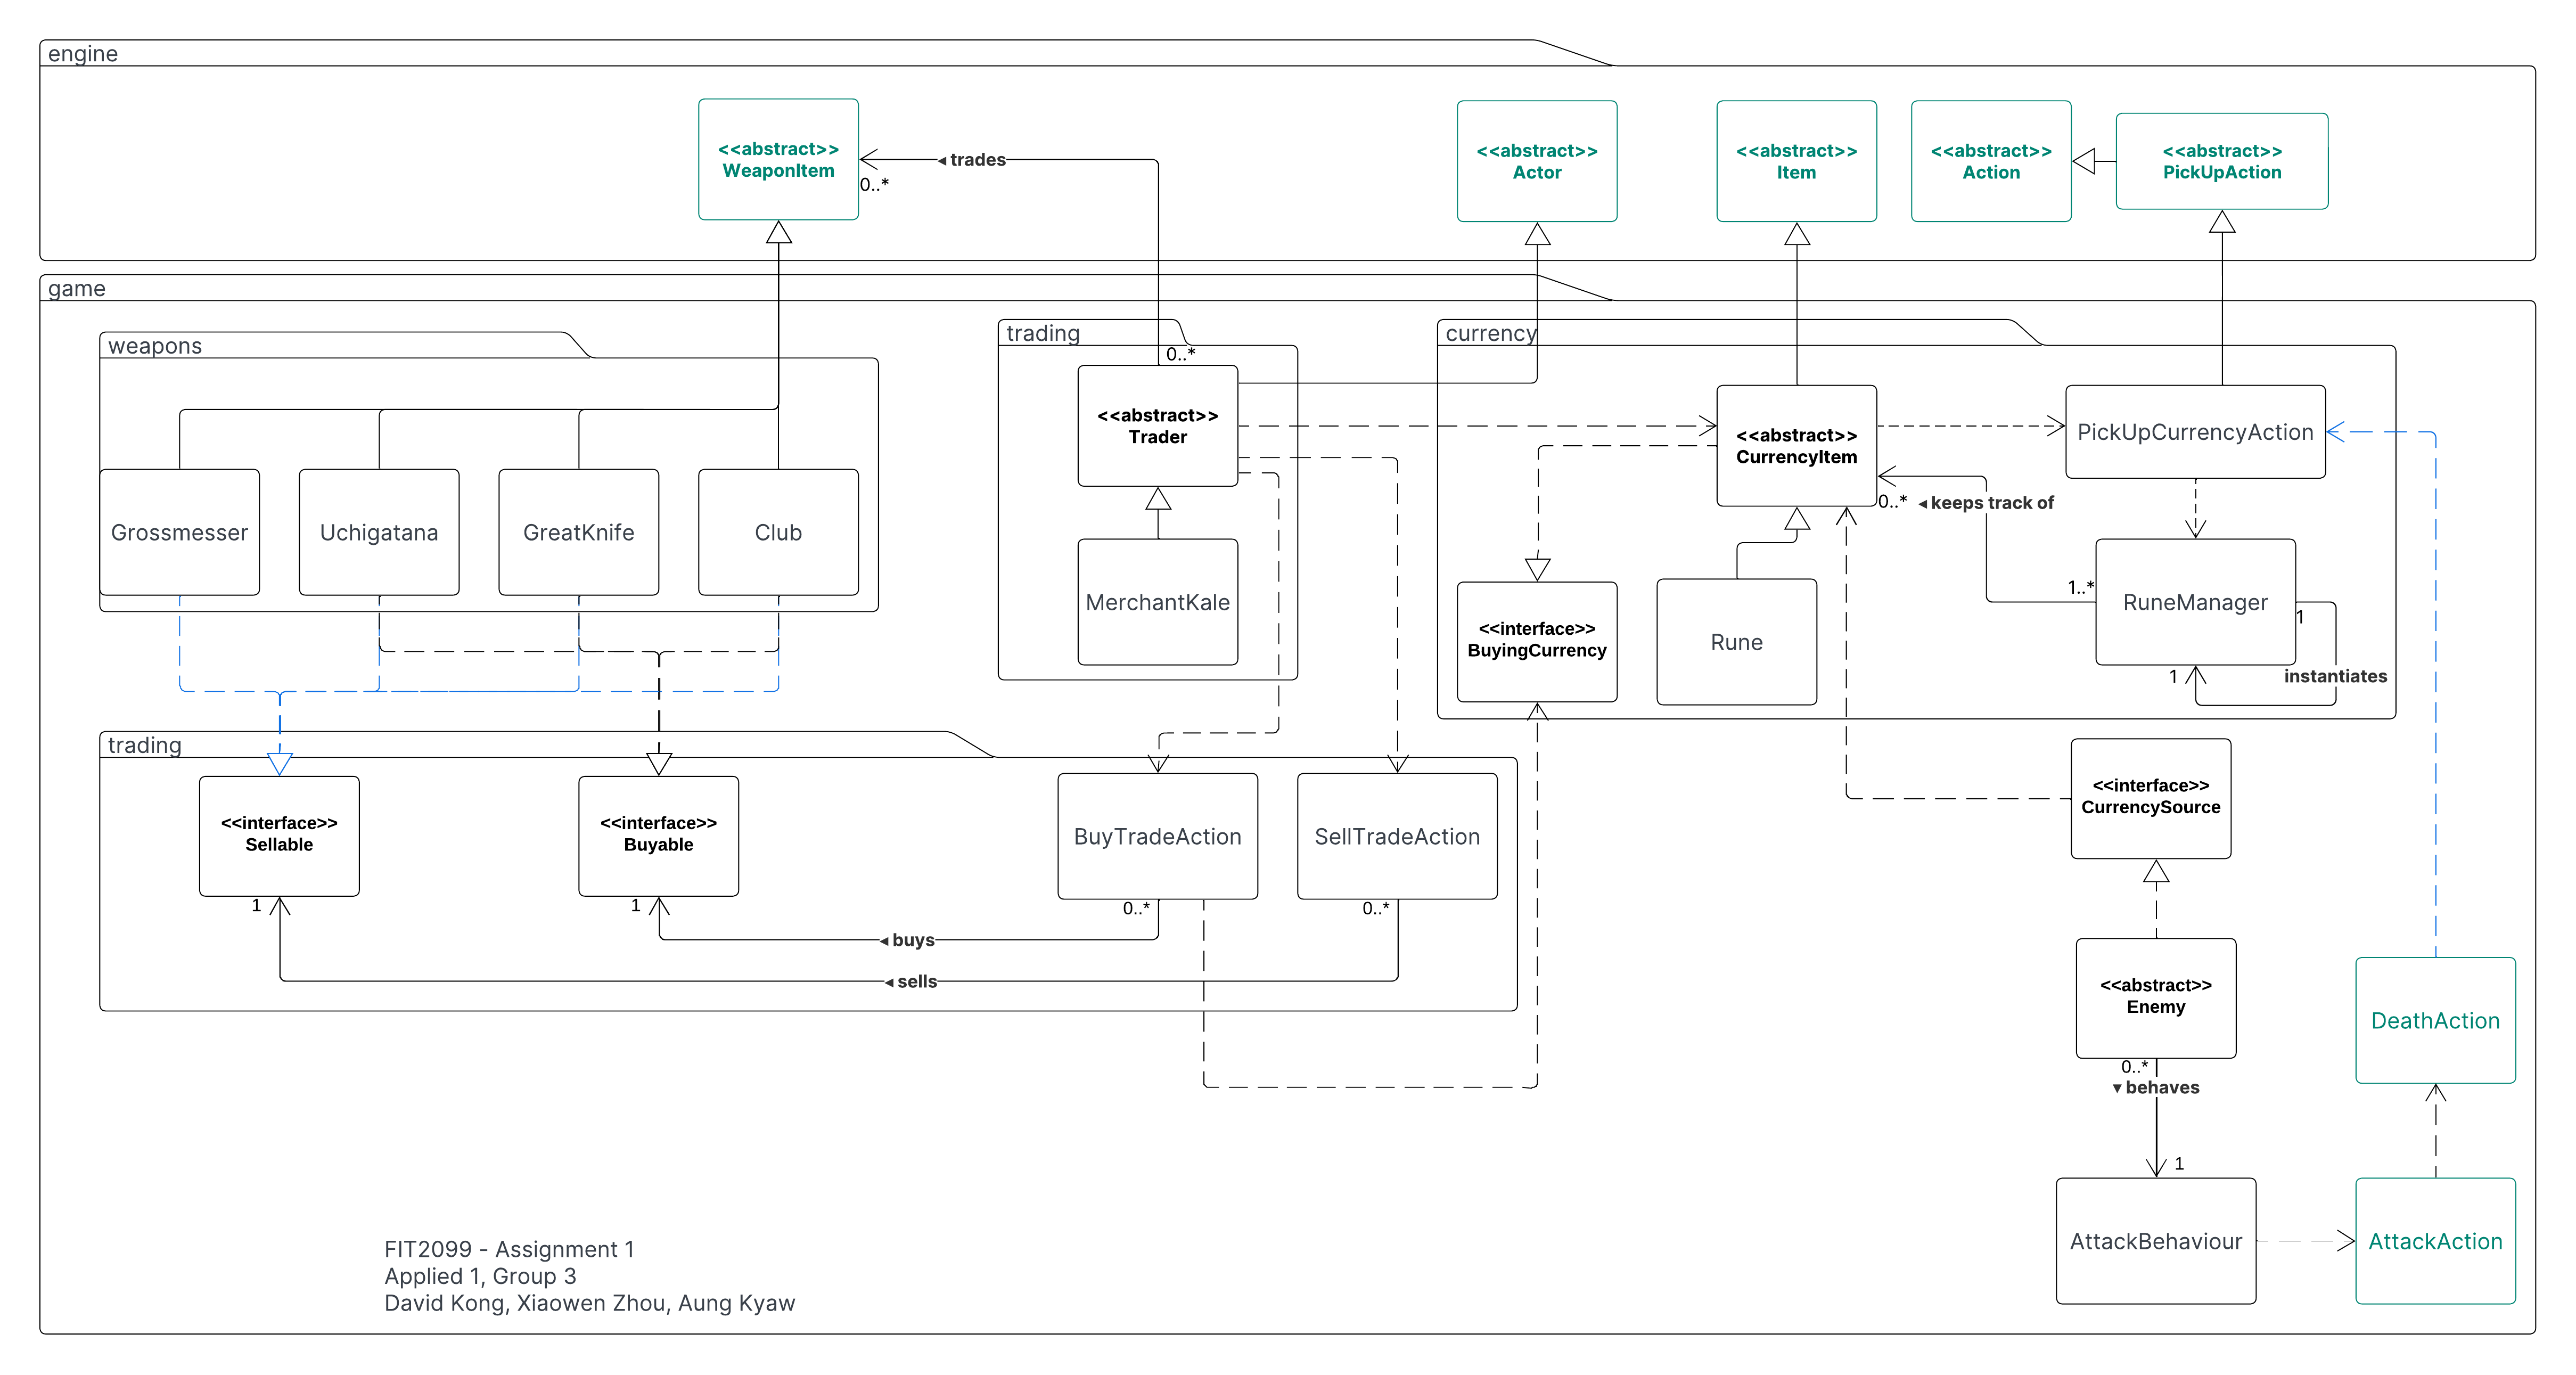 engine
<<abstract>>
WeaponItem
0..*
◂ trades
<<abstract>>
Actor
<<abstract>>
Item
<<abstract>>
Action
<<abstract>>
PickUpAction
game
weapons
Grossmesser
Uchigatana
GreatKnife
Club
trading
0..*
<<abstract>>
Trader
MerchantKale
currency
<<abstract>>
CurrencyItem
0..*
◂ keeps track of
PickUpCurrencyAction
<<interface>>
BuyingCurrency
Rune
1..*
RuneManager
1
1
instantiates
trading
<<interface>>
Sellable
1
<<interface>>
Buyable
1
BuyTradeAction
0..*
SellTradeAction
0..*
◂ buys
◂ sells
<<interface>>
CurrencySource
<<abstract>>
Enemy
0..*
▾ behaves
1
DeathAction
AttackBehaviour
AttackAction
FIT2099 - Assignment 1
Applied 1, Group 3
David Kong, Xiaowen Zhou, Aung Kyaw